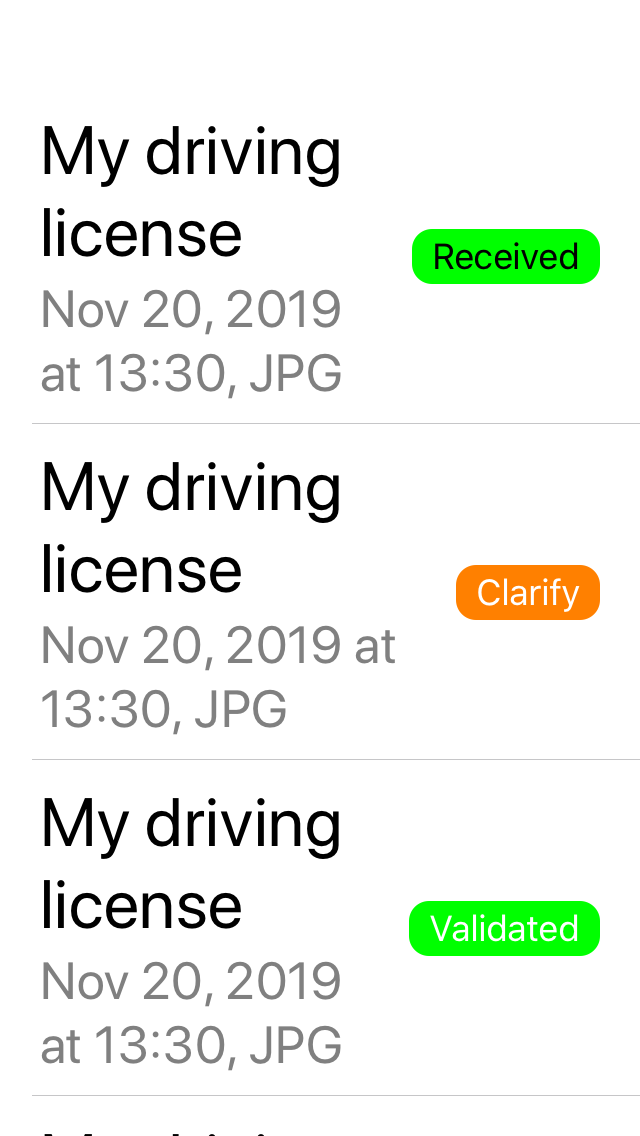 My driving
license
Received
Nov 20, 2019
at 13:30, JPG
My driving
license
Clarify
Nov 20, 2019 at
13:30, JPG
My driving
license
Validated
Nov 20, 2019
at 13:30, JPG